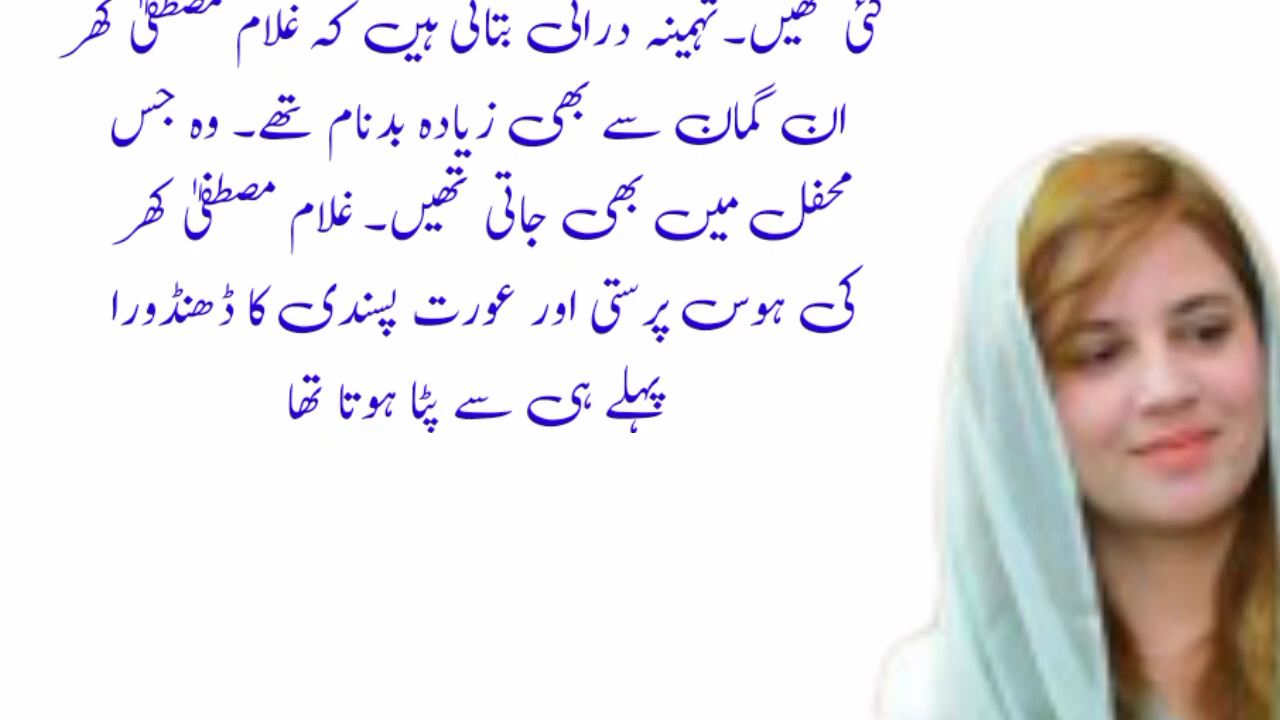 گئی تھیں۔ تہمینہ درانی بتاتی ہیں کہ غلام مصطفیٰ کھر
ان گمان سے بھی زیادہ بدنام تھے۔ وہ جس
محفل میں بھی جاتی تھیں۔ غلام مصطفیٰ کھر
کی ہوس پرستی اور عورت پسندی کا ڈھنڈورا
پہلے ہی سے پٹا ہوتا تھا